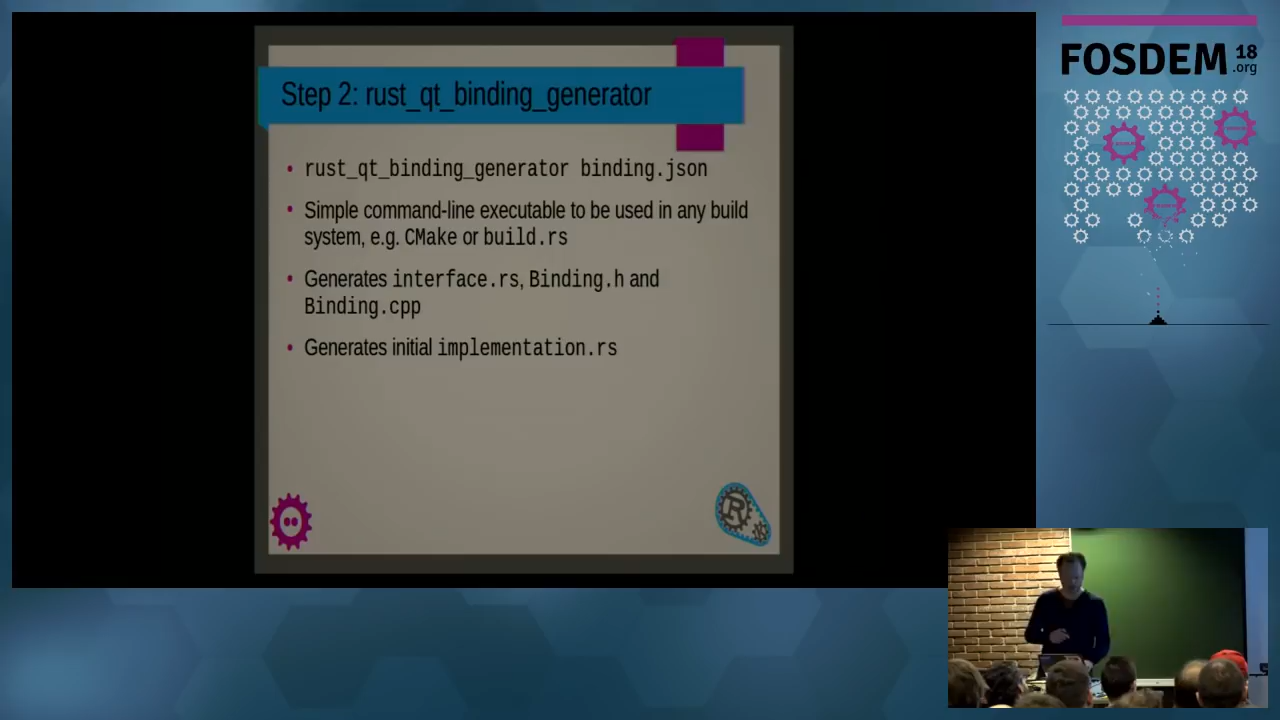 Step 2: rust_qt_binding_generator
• rust_qt_binding_generator binding.json
• Simple command-line executable to be used in any build
system, e.g. CMake or build.rs
• Generates interface.rs, Binding.h and
Binding.cpp
• Generates initial implementation.rs
R
FOSDEM 18
.org